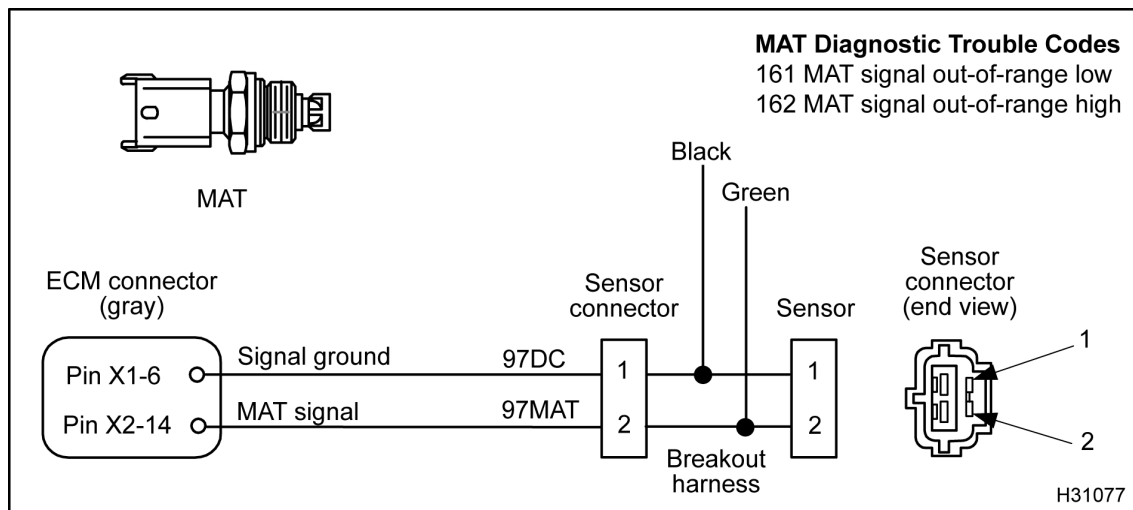 MAT Diagnostic Trouble Codes
161 MAT signal out-of-range low
162 MAT signal out-of-range high
MAT
Black
Green
ECM connector
(gray)
Pin X1-6
Pin X2-14
Signal ground
97DC
MAT signal
97MAT
Sensor
connector
1
2
Breakout
harness
Sensor
1
2
Sensor
connector
(end view)
1
2
H31077